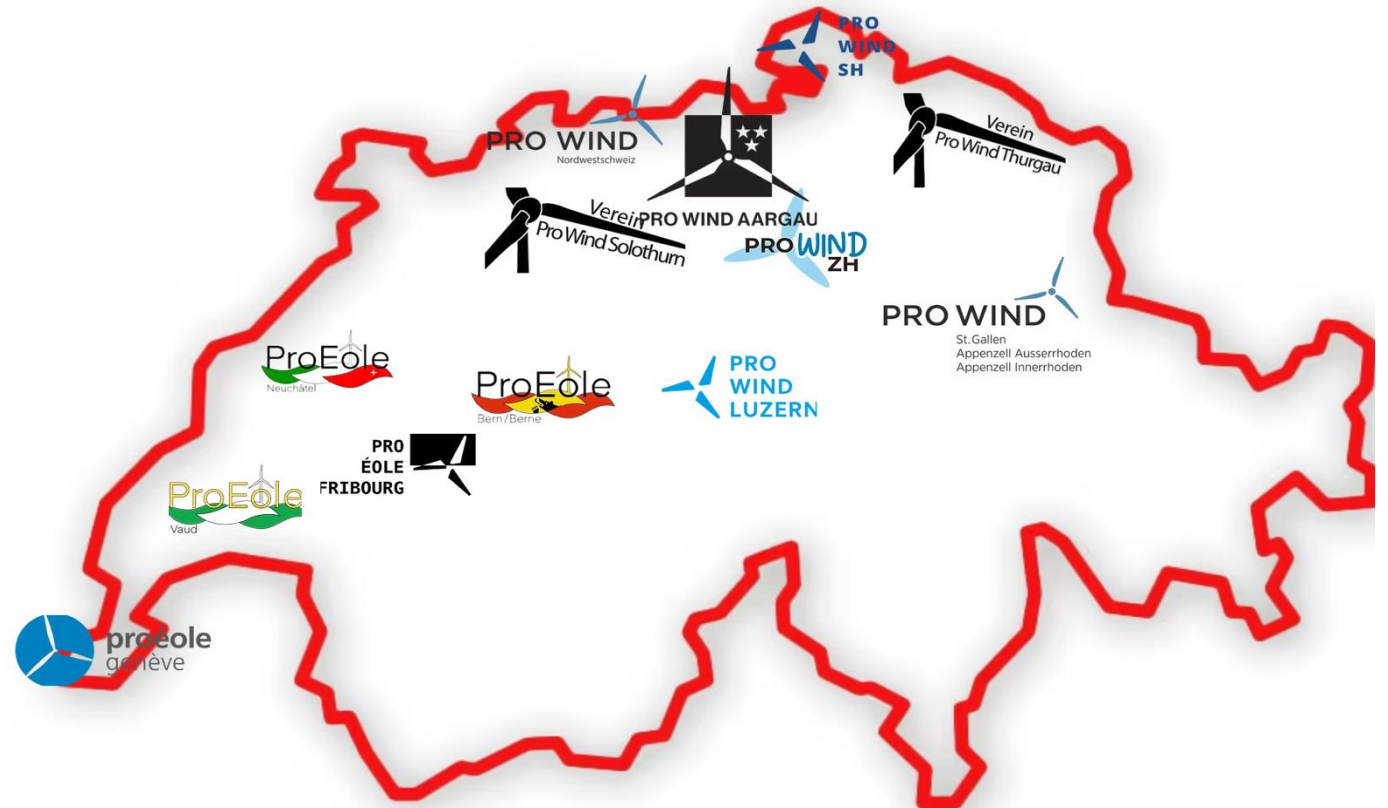 PRO
WIND
SH
PRO WIND
Nordwestschweiz
Verein
Pro Wind Thurgau
Verein
Pro Wind Solothurn
PRO WIND AARGAU
PRO WIND
ZH
PRO WIND
St.Gallen
Appenzell Ausserrhoden
Appenzell Innerrhoden
ProEole
Neuchâtel
ProEole
Bern/Berne
PRO
WIND
LUZERN
PRO
ÉOLE
FRIBOURG
ProEole
Vaud
proéole
genève